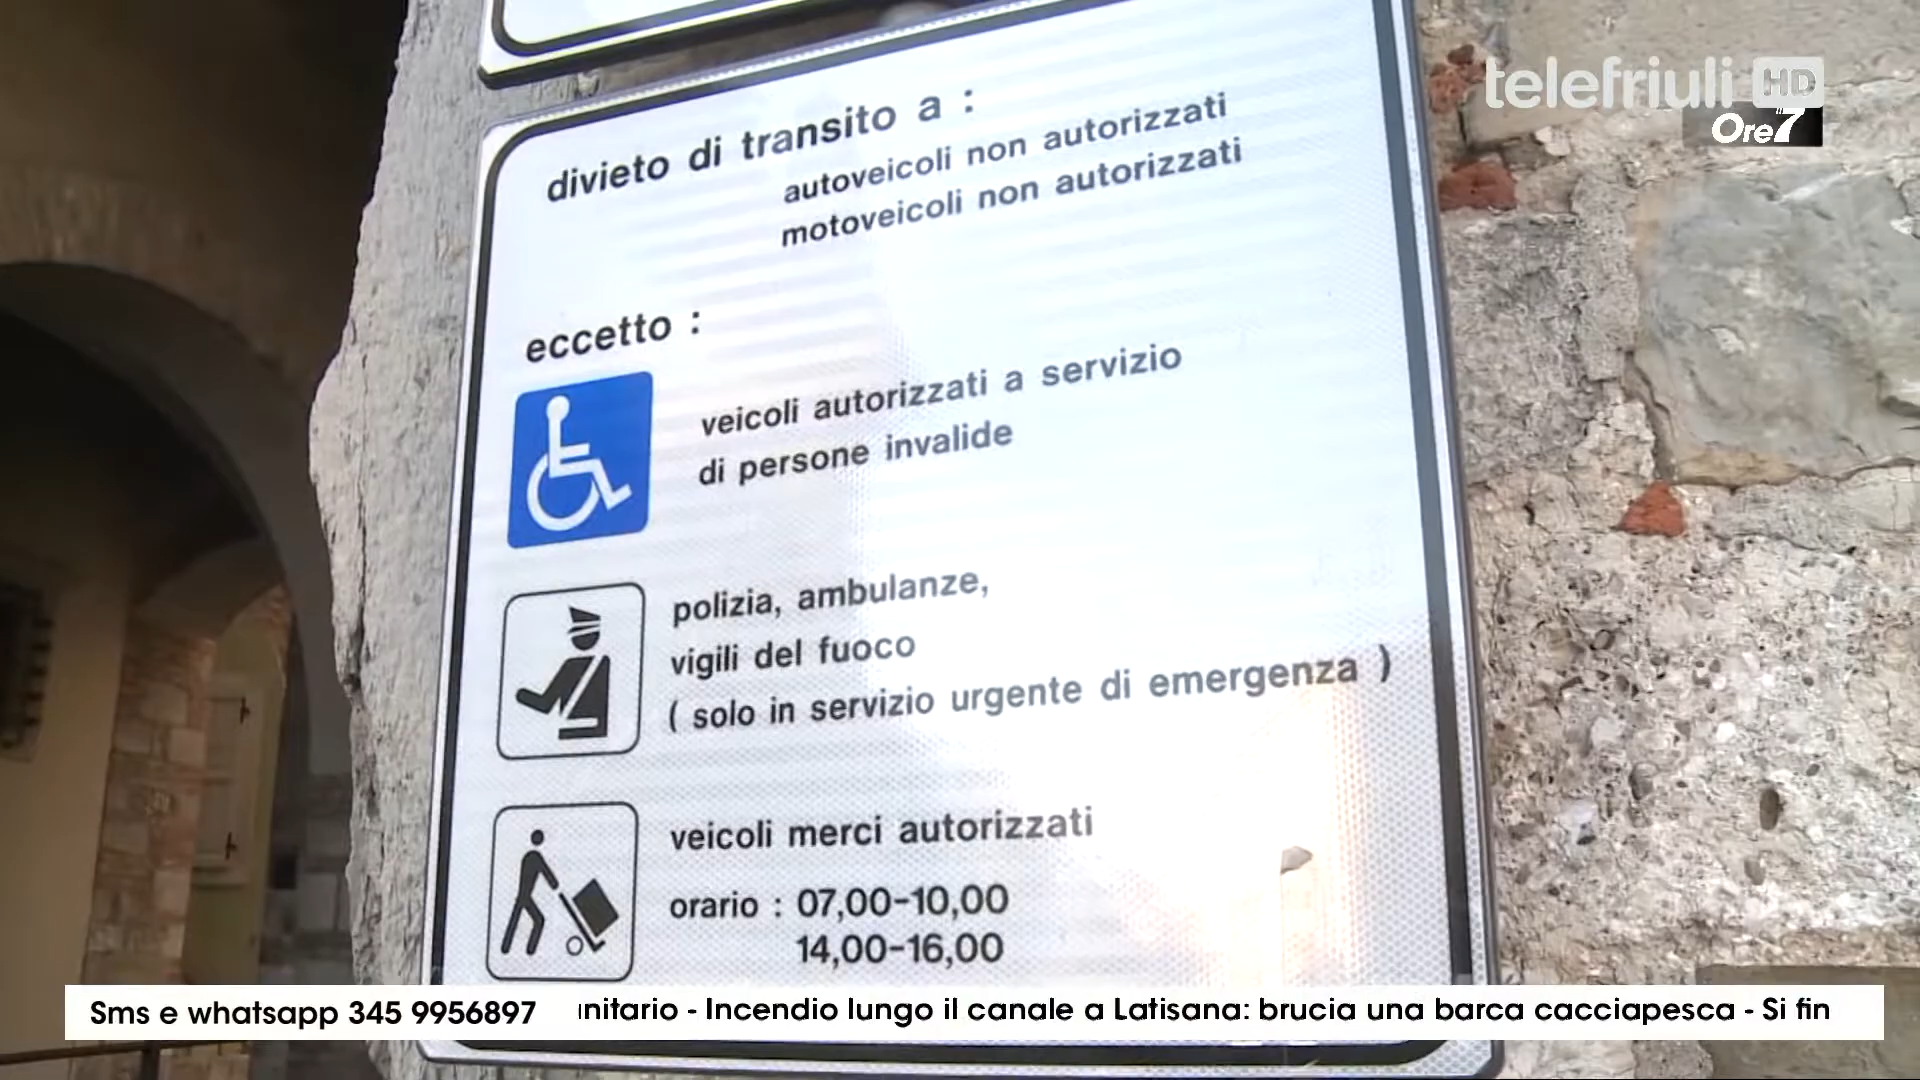 divieto di transito a :
autoveicoli non autorizzati
motoveicoli non autorizzati
eccetto :
veicoli autorizzati a servizio
di persone invalide
polizia, ambulanze,
vigili del fuoco
( solo in servizio urgente di emergenza )
veicoli merci autorizzati
orario : 07,00-10,00
14,00-16,00
telefriuli HD
Ore7
Sms e whatsapp 345 9956897
nitario - Incendio lungo il canale a Latisana: brucia una barca cacciapesca - Si fin